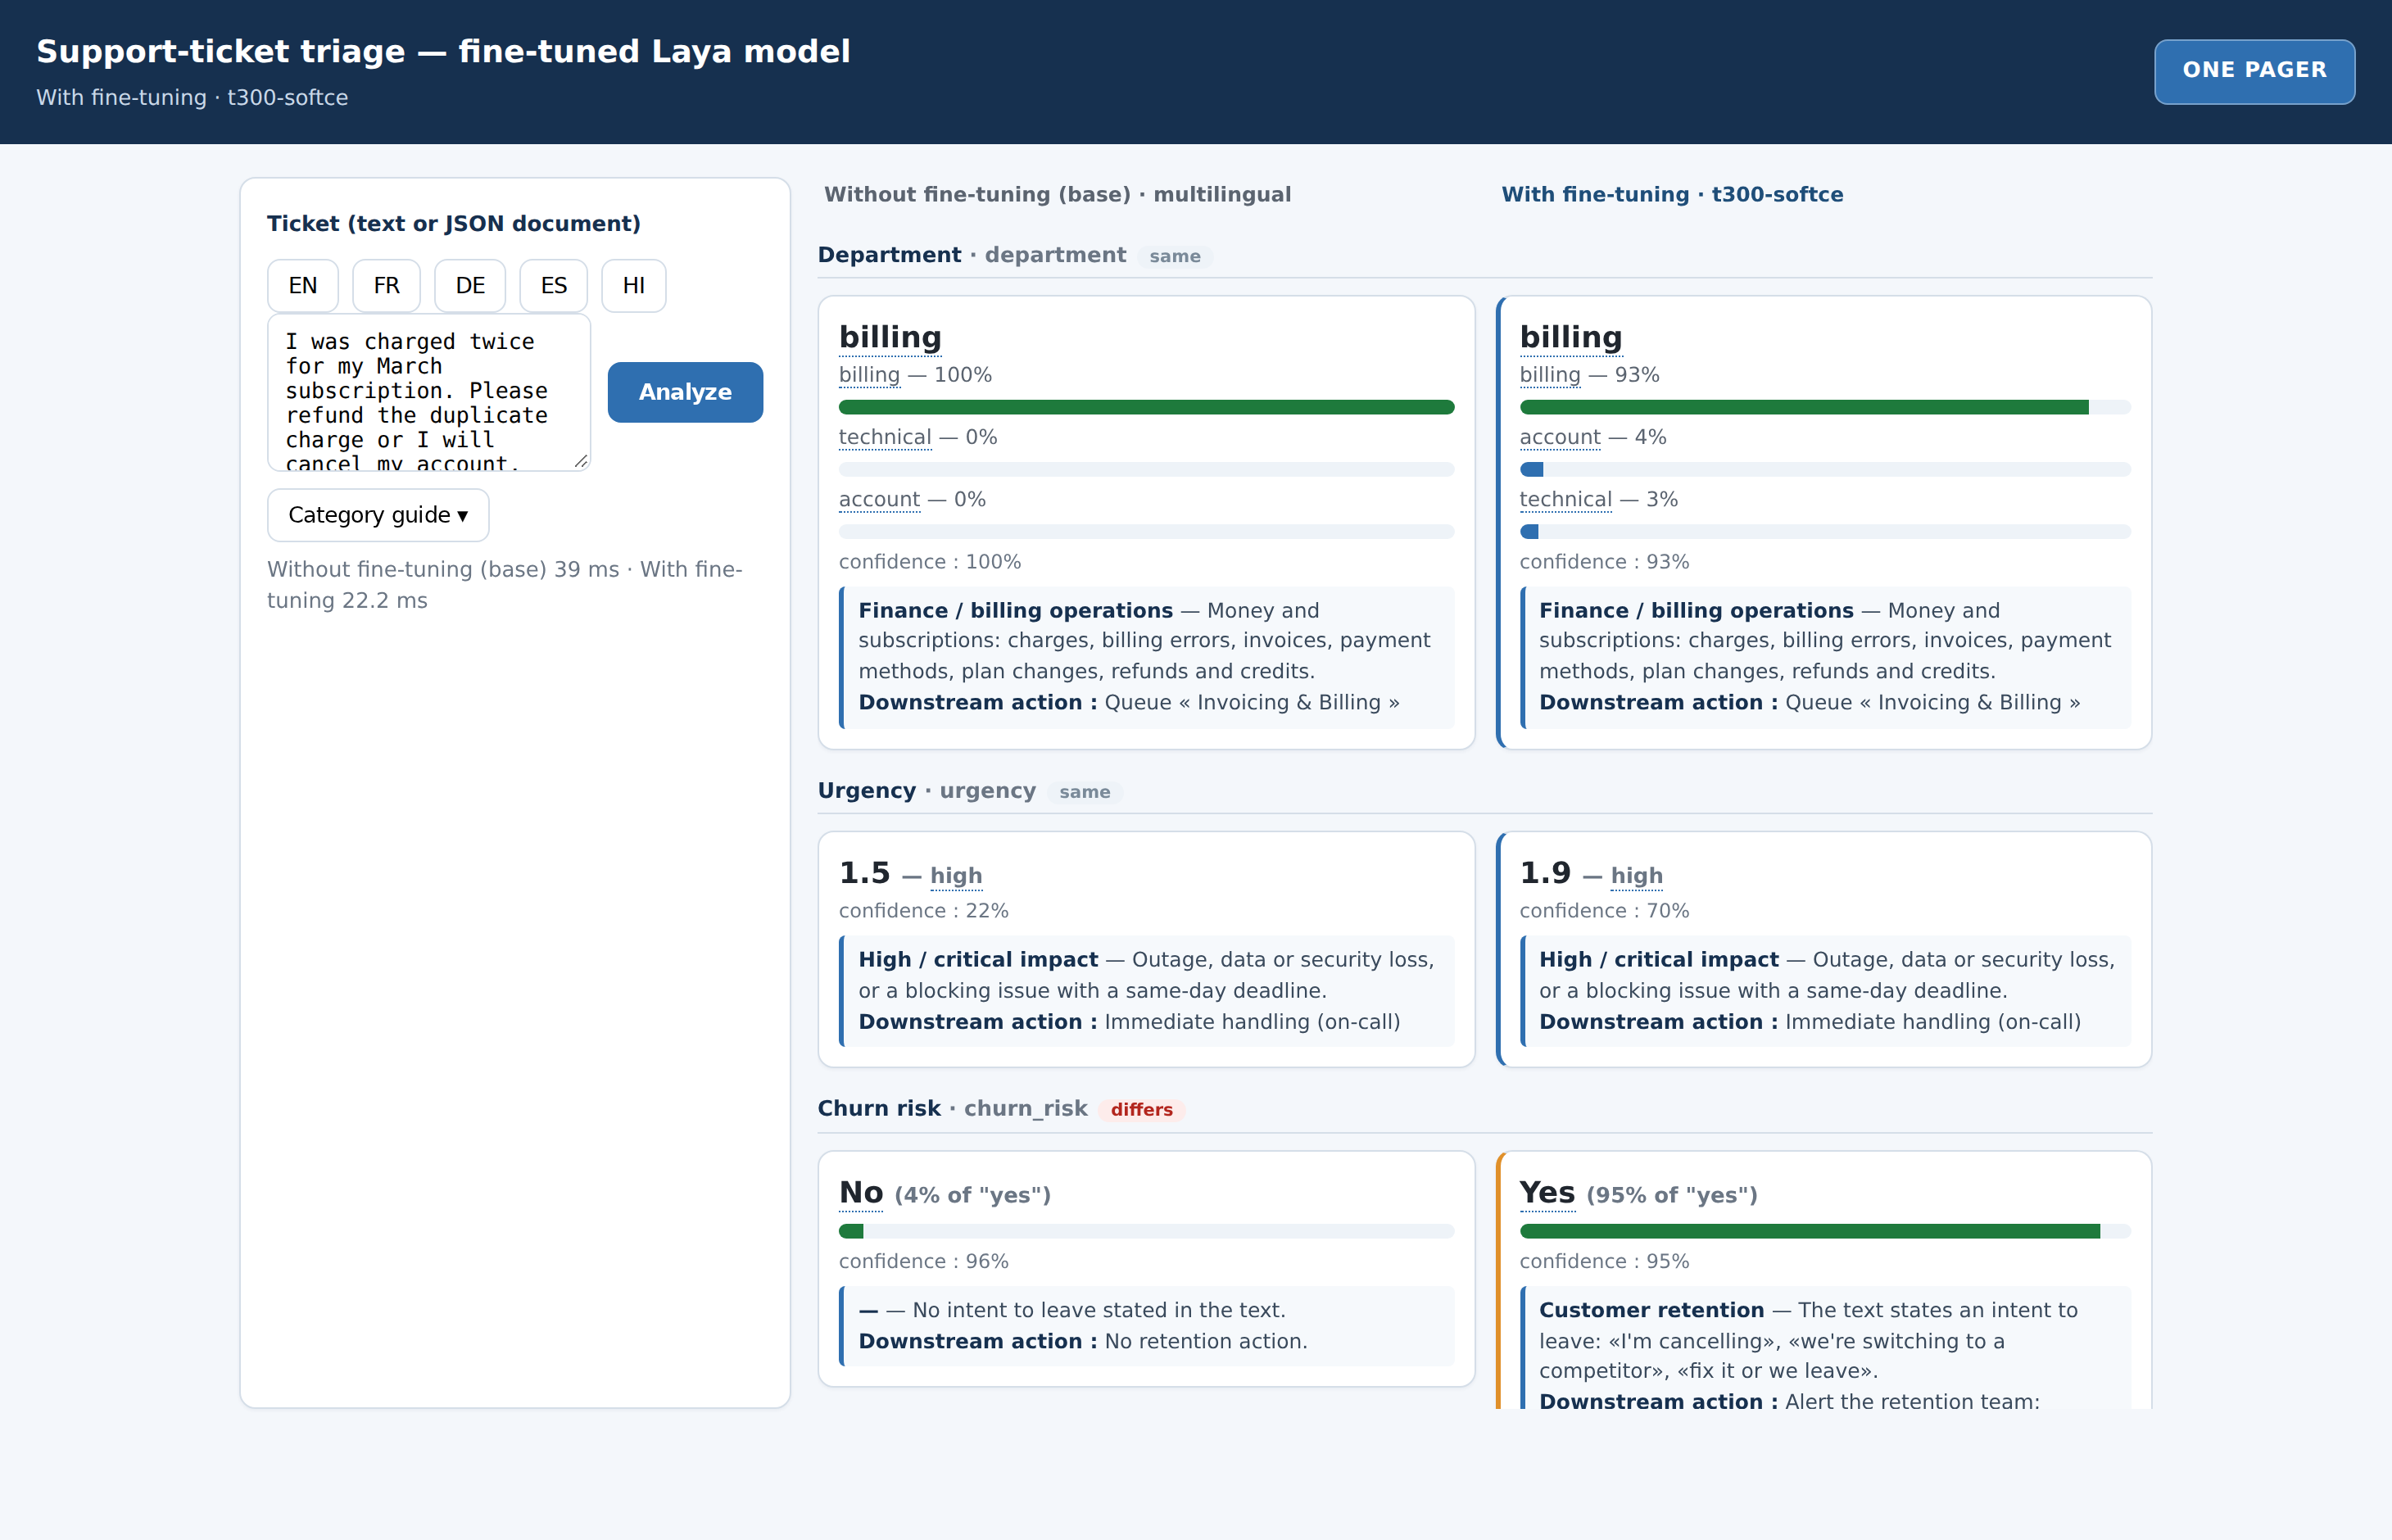 Support-ticket triage — fine-tuned Laya model
With fine-tuning · t300-softce
ONE PAGER
Ticket (text or JSON document)
EN FR DE ES HI
I was charged twice
for my March
subscription. Please
refund the duplicate
charge or I will
cancel my account.
Analyze
Category guide ▾
Without fine-tuning (base) 39 ms · With fine-
tuning 22.2 ms
Without fine-tuning (base) · multilingual
With fine-tuning · t300-softce
Department · department same
billing
billing — 100%
technical — 0%
account — 0%
confidence : 100%
Finance / billing operations — Money and
subscriptions: charges, billing errors, invoices, payment
methods, plan changes, refunds and credits.
Downstream action : Queue « Invoicing & Billing »
billing
billing — 93%
account — 4%
technical — 3%
confidence : 93%
Finance / billing operations — Money and
subscriptions: charges, billing errors, invoices, payment
methods, plan changes, refunds and credits.
Downstream action : Queue « Invoicing & Billing »
Urgency · urgency same
1.5 — high
confidence : 22%
High / critical impact — Outage, data or security loss,
or a blocking issue with a same-day deadline.
Downstream action : Immediate handling (on-call)
1.9 — high
confidence : 70%
High / critical impact — Outage, data or security loss,
or a blocking issue with a same-day deadline.
Downstream action : Immediate handling (on-call)
Churn risk · churn_risk differs
No (4% of "yes")
confidence : 96%
— — No intent to leave stated in the text.
Downstream action : No retention action.
Yes (95% of "yes")
confidence : 95%
Customer retention — The text states an intent to
leave: «I'm cancelling», «we're switching to a
competitor», «fix it or we leave».
Downstream action : Alert the retention team: